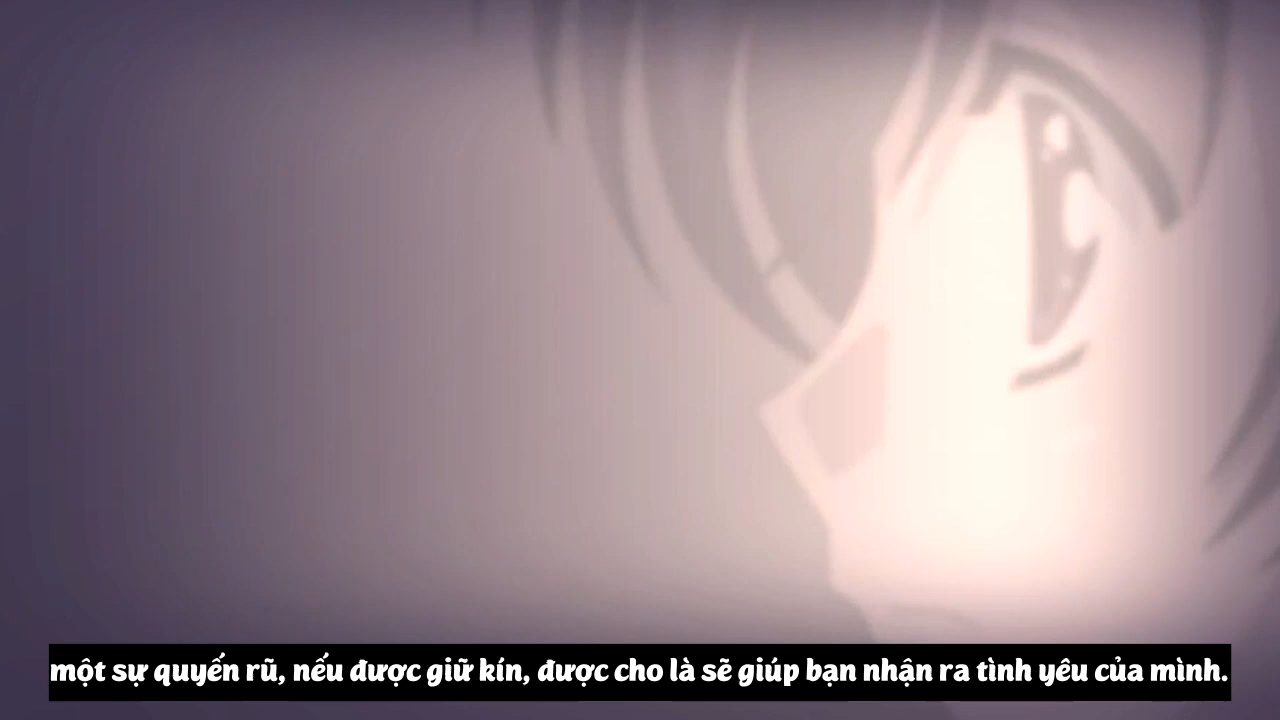 một sự quyến rũ, nếu được giữ kín, được cho là sẽ giúp bạn nhận ra tình yêu của mình.